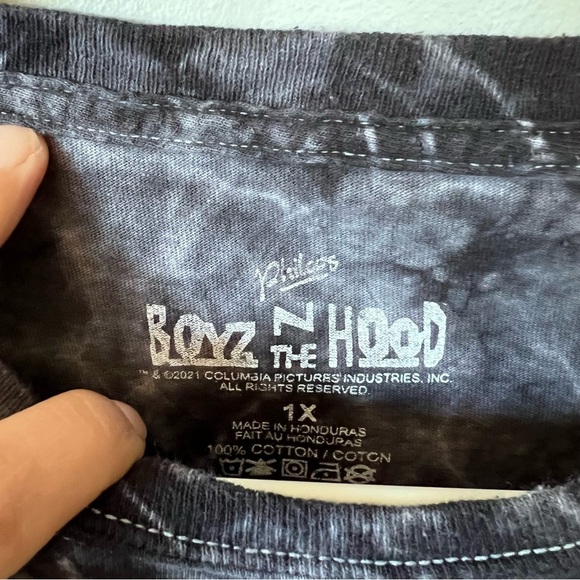 Philcos
BOYZ N THE HOOD
™ & ©2021 COLUMBIA PICTURES INDUSTRIES, INC.
ALL RIGHTS RESERVED.
1X
MADE IN HONDURAS
FAIT AU HONDURAS
100% COTTON / COTON